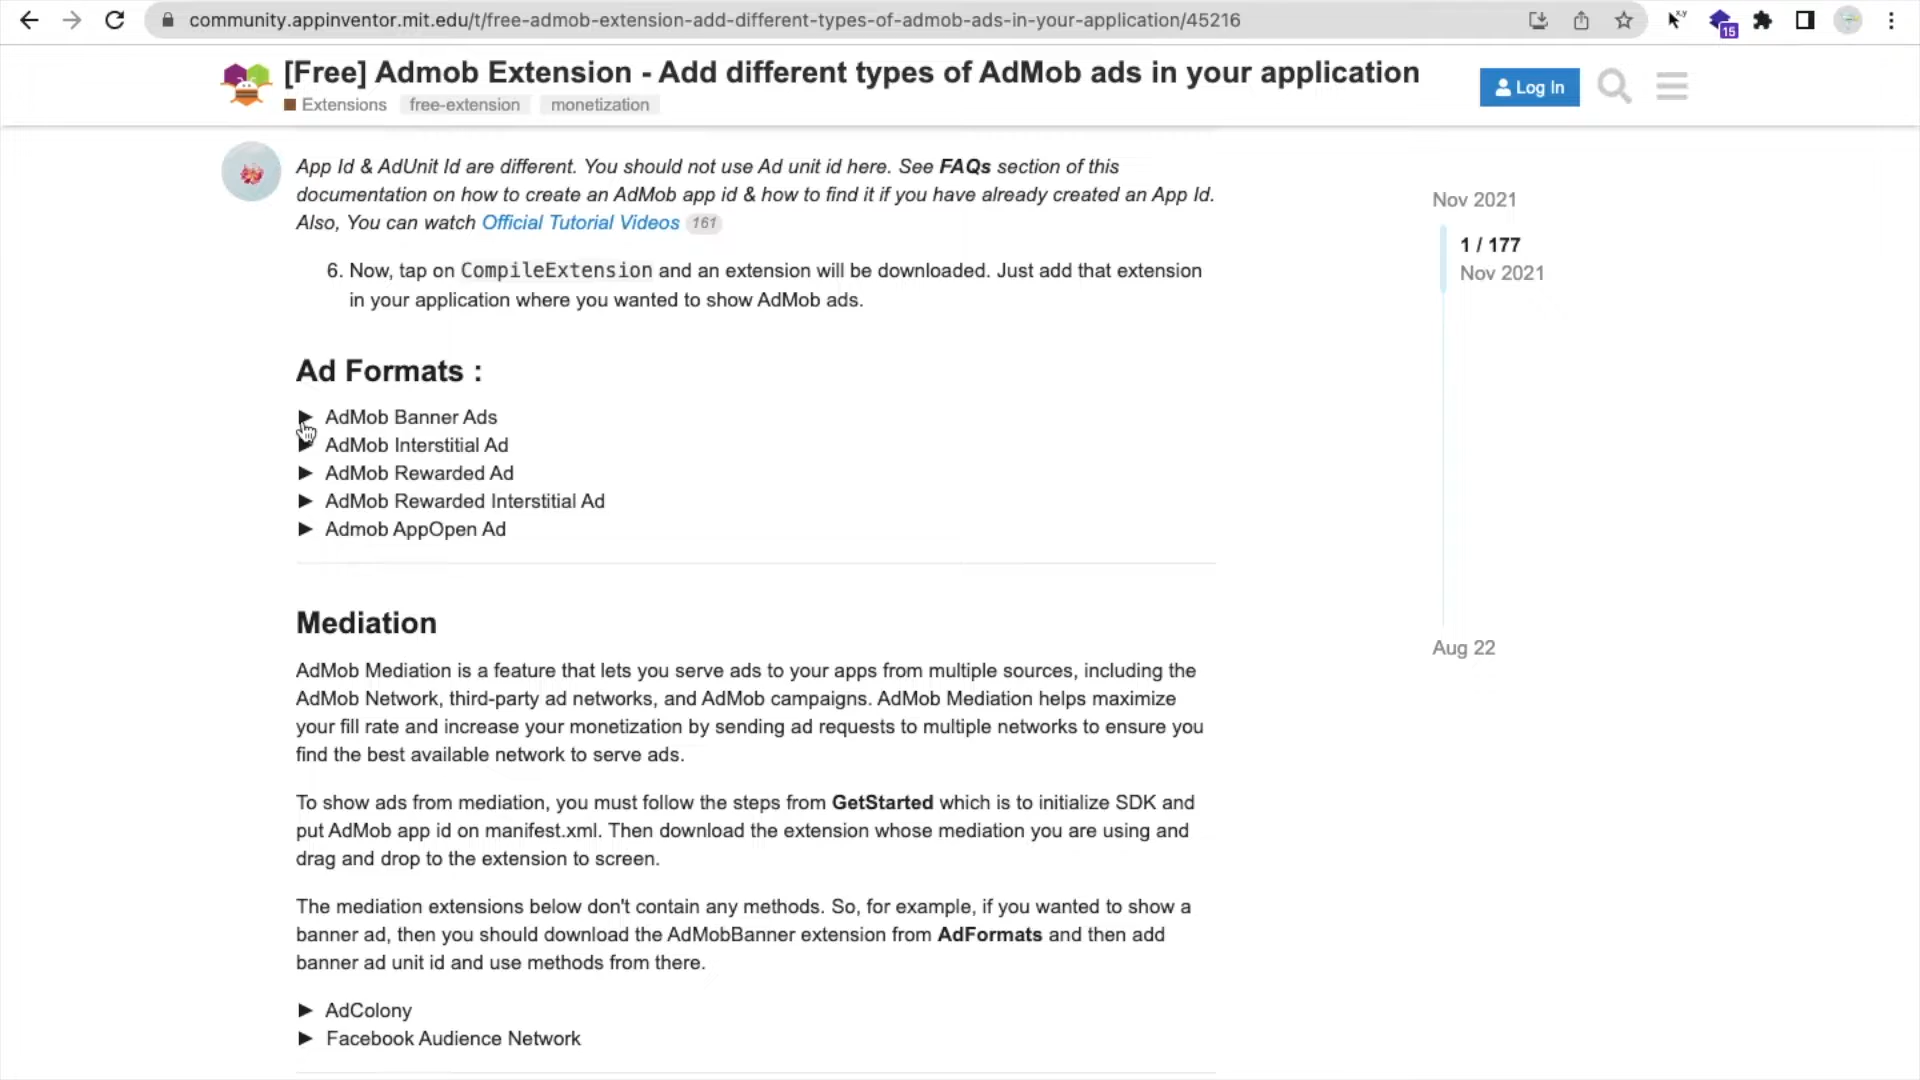 community.appinventor.mit.edu/t/free-admob-extension-add-different-types-of-admob-ads-in-your-application/45216
15
[Free] Admob Extension - Add different types of AdMob ads in your application
Extensions free-extension monetization
Log In
App Id & AdUnit Id are different. You should not use Ad unit id here. See FAQs section of this
documentation on how to create an AdMob app id & how to find it if you have already created an App Id.
Also, You can watch Official Tutorial Videos 161
6. Now, tap on CompileExtension and an extension will be downloaded. Just add that extension
in your application where you wanted to show AdMob ads.
Nov 2021
1 / 177
Nov 2021
Aug 22
Ad Formats :
AdMob Banner Ads
AdMob Interstitial Ad
AdMob Rewarded Ad
AdMob Rewarded Interstitial Ad
Admob AppOpen Ad
Mediation
AdMob Mediation is a feature that lets you serve ads to your apps from multiple sources, including the
AdMob Network, third-party ad networks, and AdMob campaigns. AdMob Mediation helps maximize
your fill rate and increase your monetization by sending ad requests to multiple networks to ensure you
find the best available network to serve ads.
To show ads from mediation, you must follow the steps from GetStarted which is to initialize SDK and
put AdMob app id on manifest.xml. Then download the extension whose mediation you are using and
drag and drop to the extension to screen.
The mediation extensions below don't contain any methods. So, for example, if you wanted to show a
banner ad, then you should download the AdMobBanner extension from AdFormats and then add
banner ad unit id and use methods from there.
AdColony
Facebook Audience Network